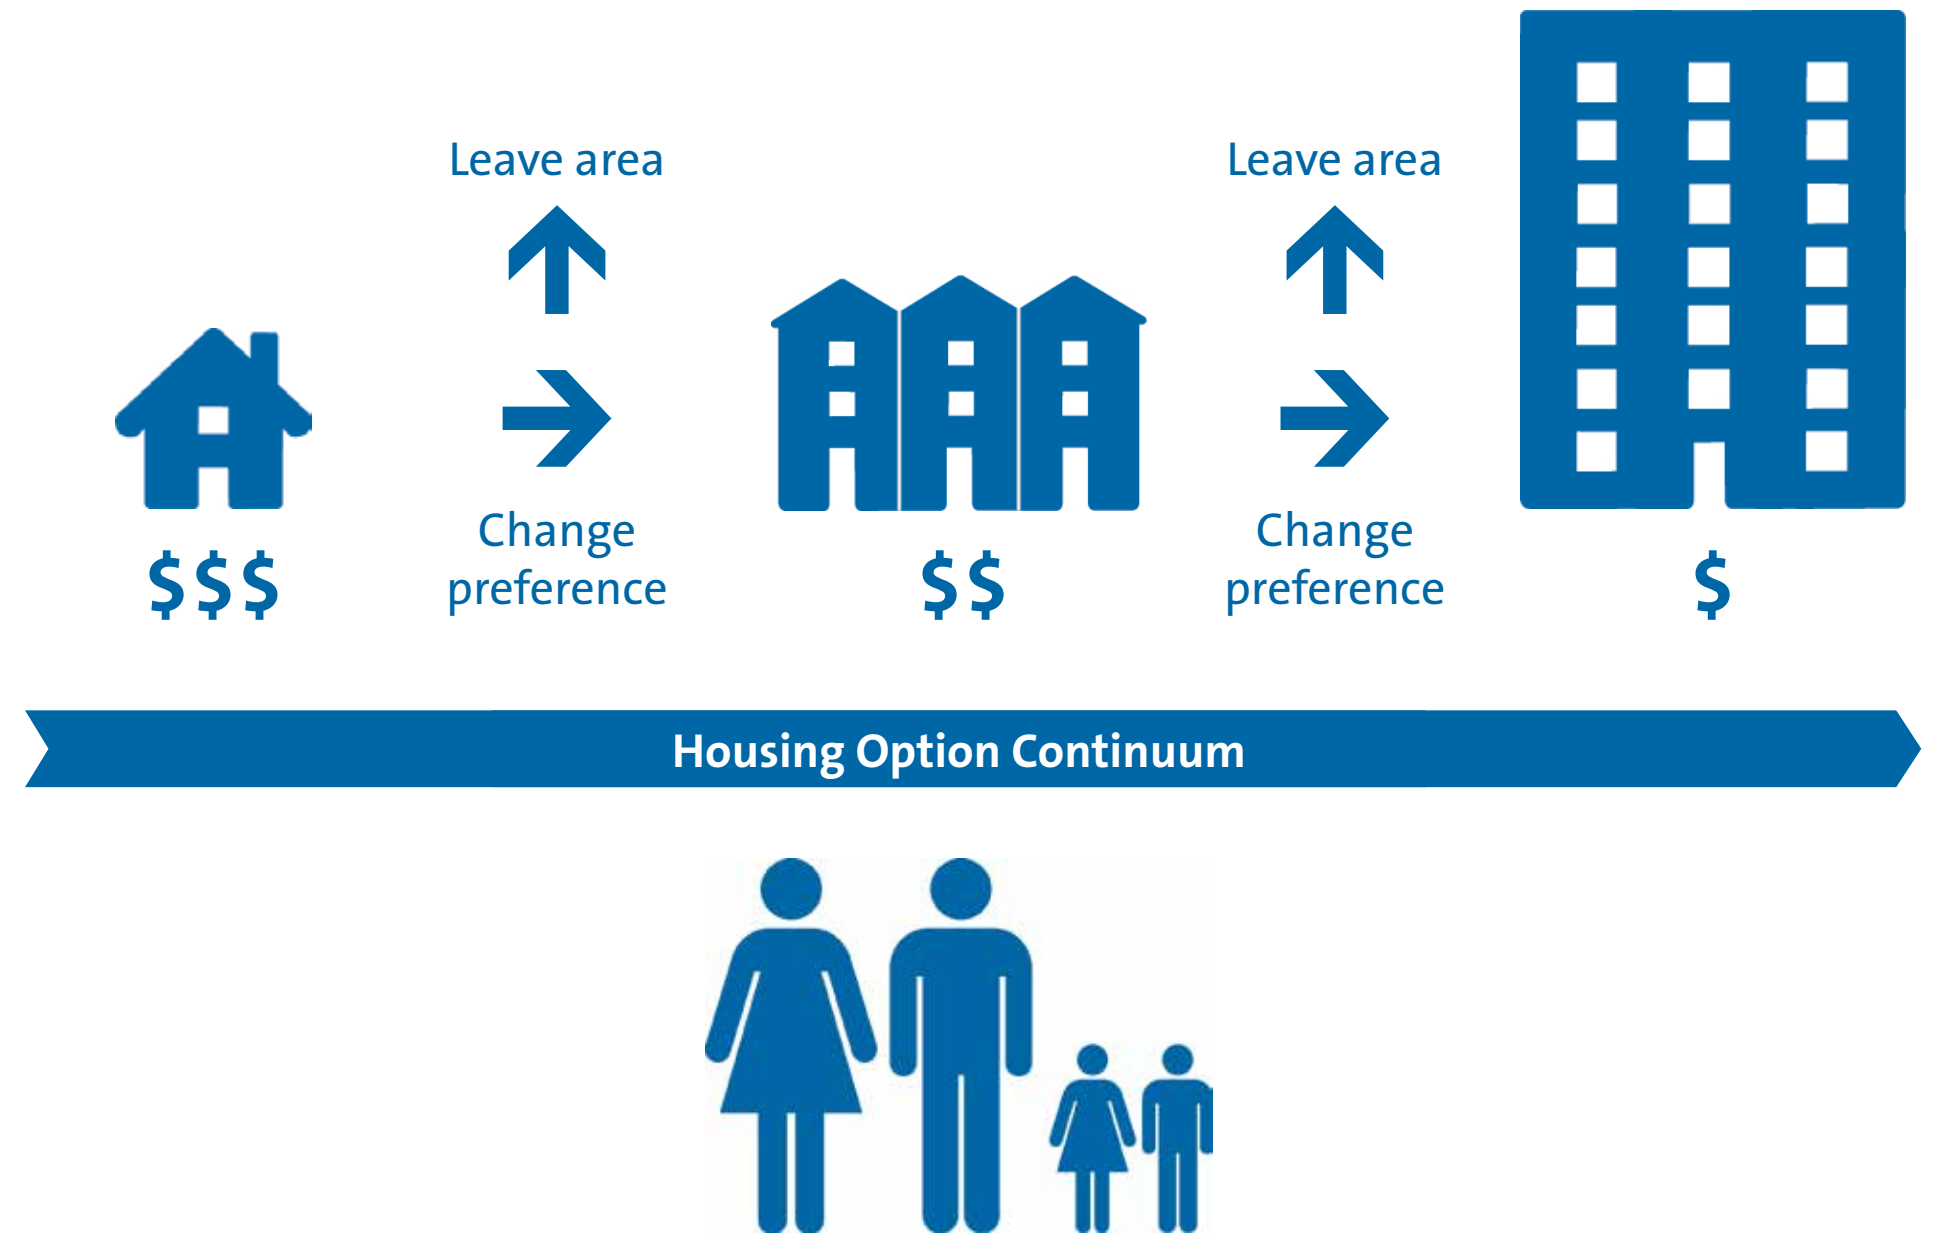 Leave area
Leave area
Change
preference
Change
preference
$$$
$$
$
Housing Option Continuum